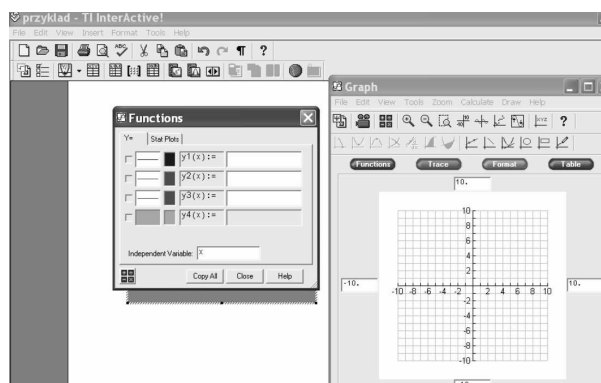 przyklad - TI InterActive!
File Edit View Insert Format Tools Help
ABC
?
Graph
File Edit View Tools Zoom Calculate Draw Help
XYZ ?
Functions Trace Format Table
Functions
Y= Stat Plots
y1(x):=
y2(x):=
y3(x):=
y4(x):=
Independent Variable: x
Copy All Close Help
10.
-10.
10.
10
8
6
4
2
-10 -8 -6 -4 -2 2 4 6 8 10
-2
-4
-6
-8
-10